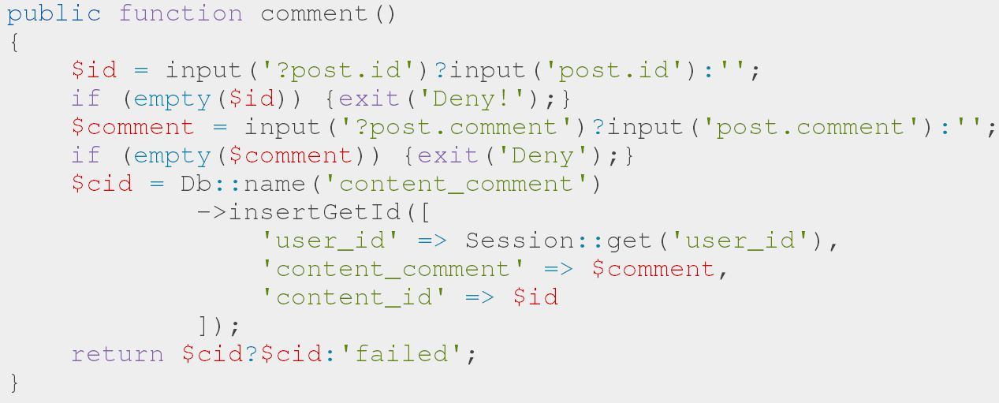 public function comment()
{
    $id = input('?post.id')?input('post.id'):'';
    if (empty($id)) {exit('Deny!');}
    $comment = input('?post.comment')?input('post.comment'):'';
    if (empty($comment)) {exit('Deny');}
    $cid = Db::name('content_comment')
            ->insertGetId([
                'user_id' => Session::get('user_id'),
                'content_comment' => $comment,
                'content_id' => $id
            ]);
    return $cid?$cid:'failed';
}